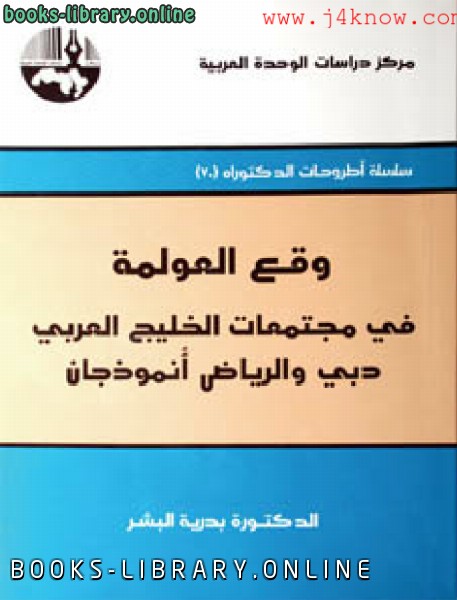 books-library.online
www.j4know.com
مركز دراسات الوحدة العربية
سلسلة أطروحات الدكتوراه (٧٠)
وقع العولمة
في مجتمعات الخليج العربي
دبي والرياض أنموذجان
الدكتورة بدرية البشر
BOOKS-LIBRARY.ONLINE